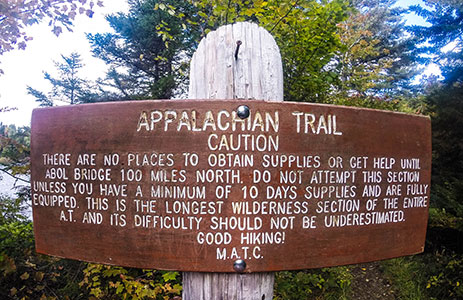 APPALACHIAN TRAIL
CAUTION
THERE ARE NO PLACES TO OBTAIN SUPPLIES OR GET HELP UNTIL
ABOL BRIDGE 100 MILES NORTH. DO NOT ATTEMPT THIS SECTION
UNLESS YOU HAVE A MINIMUM OF 10 DAYS SUPPLIES AND ARE FULLY
EQUIPPED. THIS IS THE LONGEST WILDERNESS SECTION OF THE ENTIRE
A.T. AND ITS DIFFICULTY SHOULD NOT BE UNDERESTIMATED.
GOOD HIKING!
M.A.T.C.